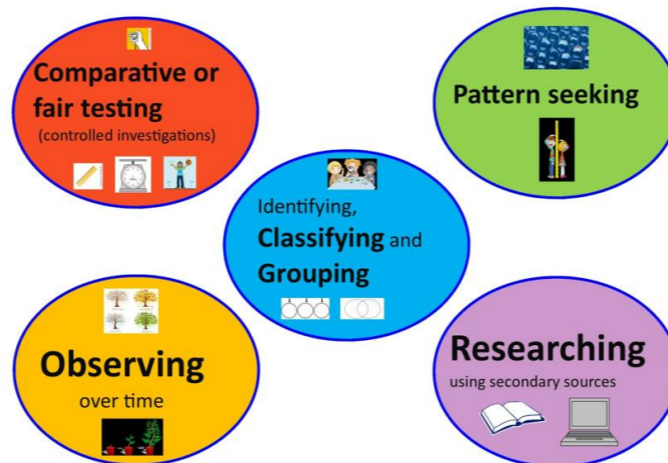 Comparative or
fair testing
(controlled investigations)
Pattern seeking
Identifying,
Classifying and
Grouping
Observing
over time
Researching
using secondary sources